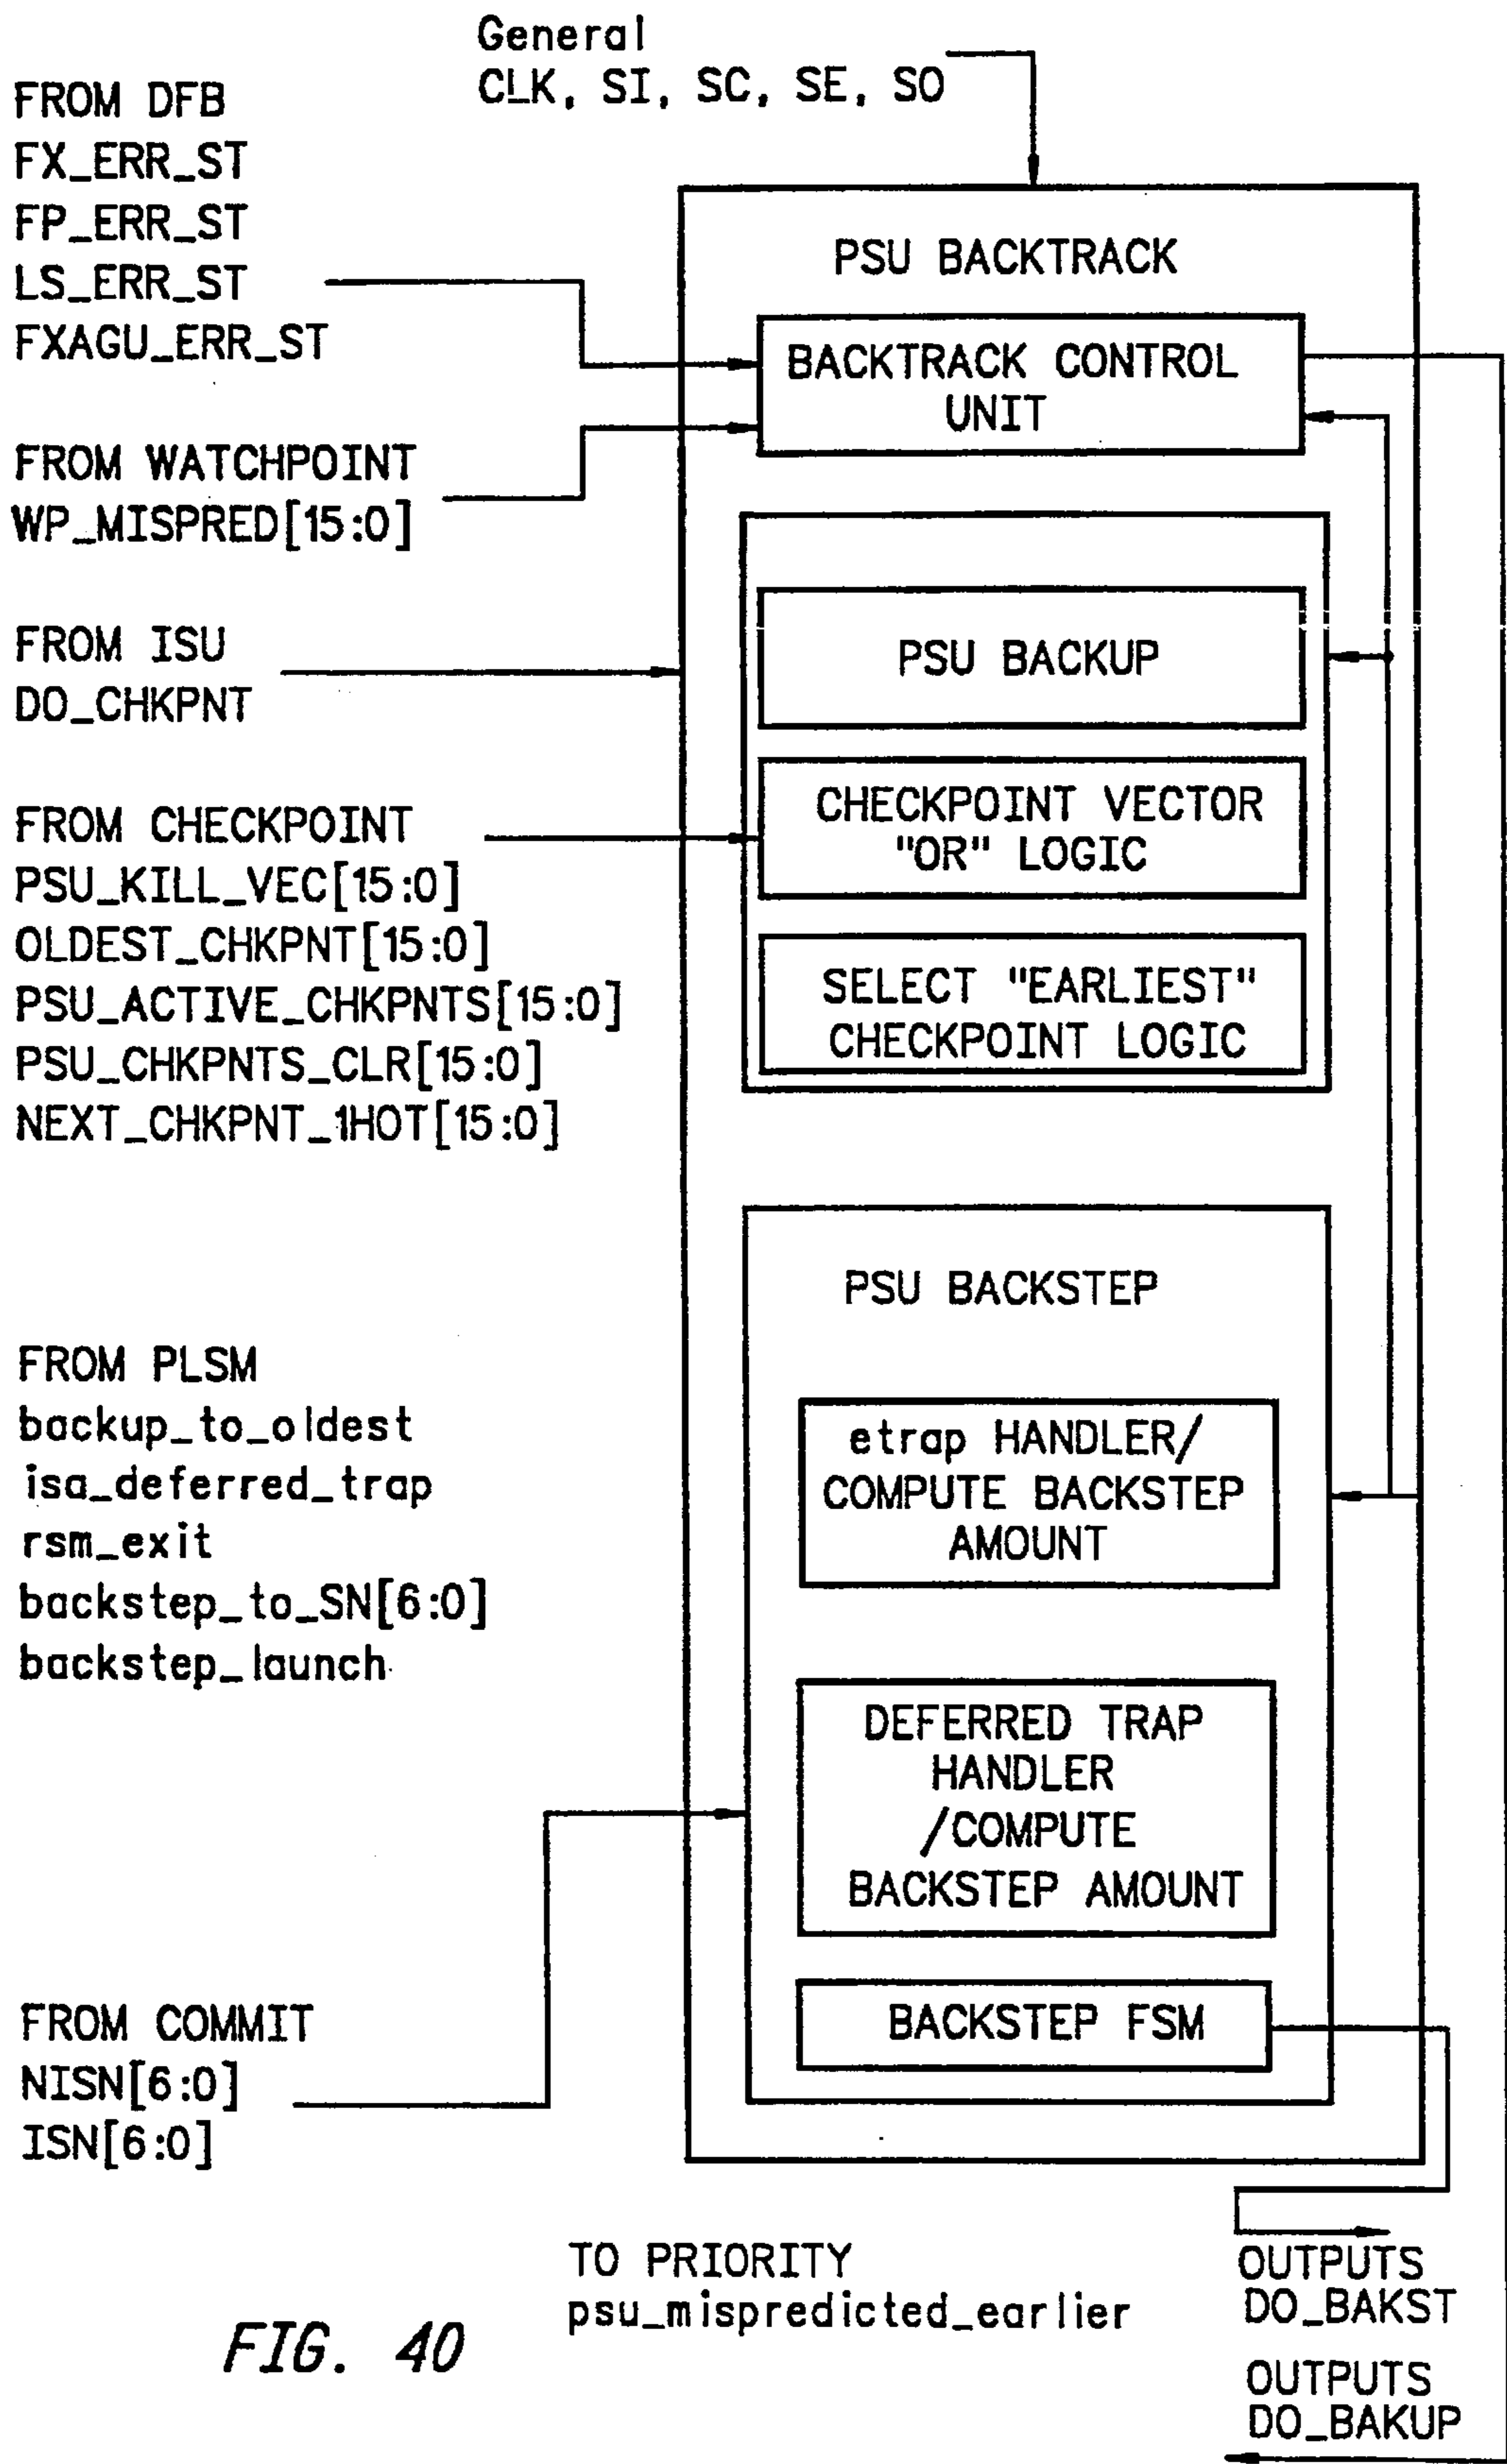 General
CLK, SI, SC, SE, SO
FROM DFB
FX_ERR_ST
FP_ERR_ST
LS_ERR_ST
FXAGU_ERR_ST
FROM WATCHPOINT
WP_MISPRED[15:0]
FROM ISU
DO_CHKPNT
FROM CHECKPOINT
PSU_KILL_VEC[15:0]
OLDEST_CHKPNT[15:0]
PSU_ACTIVE_CHKPNTS[15:0]
PSU_CHKPNTS_CLR[15:0]
NEXT_CHKPNT_1HOT[15:0]
FROM PLSM
backup_to_oldest
isa_deferred_trap
rsm_exit
backstep_to_SN[6:0]
backstep_launch
FROM COMMIT
NISN[6:0]
ISN[6:0]
PSU BACKTRACK
BACKTRACK CONTROL
UNIT
PSU BACKUP
CHECKPOINT VECTOR
"OR" LOGIC
SELECT "EARLIEST"
CHECKPOINT LOGIC
PSU BACKSTEP
etrap HANDLER/
COMPUTE BACKSTEP
AMOUNT
DEFERRED TRAP
HANDLER
/COMPUTE
BACKSTEP AMOUNT
BACKSTEP FSM
TO PRIORITY
psu_mispredicted_earlier
OUTPUTS
DO_BAKST
OUTPUTS
DO_BAKUP
FIG. 40